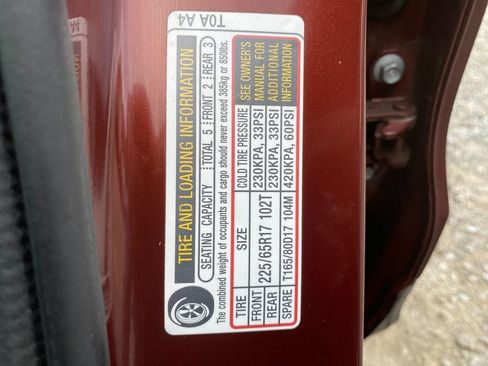 TOA A4
TIRE AND LOADING INFORMATION
SEATING CAPACITY TOTAL 5 FRONT 2 REAR 3
The combined weight of occupants and cargo should never exceed 385kg or 850lbs.
TIRE SIZE COLD TIRE PRESSURE
FRONT 225/65R17 102T 230KPA, 33PSI
REAR 230KPA, 33PSI
SPARE T165/80D17 104M 420KPA, 60PSI
SEE OWNER'S
MANUAL FOR
ADDITIONAL
INFORMATION